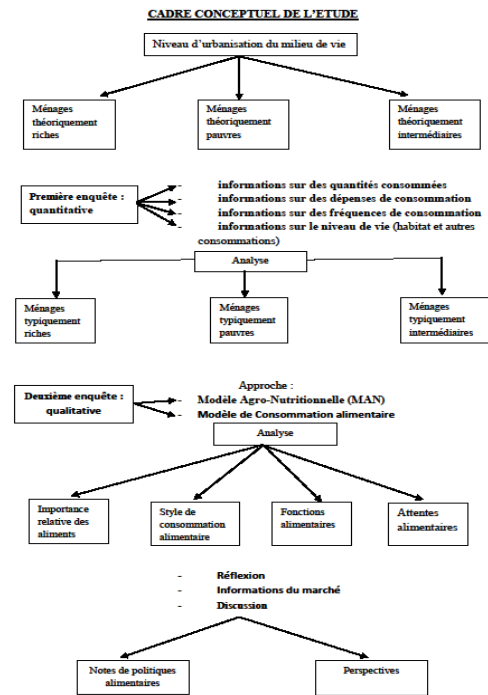 CADRE CONCEPTUEL DE L'ETUDE
Niveau d'urbanisation du milieu de vie
Ménages
théoriquement
riches
Ménages
théoriquement
pauvres
Ménages
théoriquement
intermédiaires
Première enquête :
quantitative
- informations sur des quantités consommées
- informations sur des dépenses de consommation
- informations sur des fréquences de consommation
- informations sur le niveau de vie (habitat et autres
consommations)
Analyse
Ménages
typiquement
riches
Ménages
typiquement
pauvres
Ménages
typiquement
intermédiaires
Deuxième enquête :
qualitative
Approche :
- Modèle Agro-Nutritionnelle (MAN)
- Modèle de Consommation alimentaire
Analyse
Importance
relative des
aliments
Style de
consommation
alimentaire
Fonctions
alimentaires
Attentes
alimentaires
- Réflexion
- Informations du marché
- Discussion
Notes de politiques
alimentaires
Perspectives